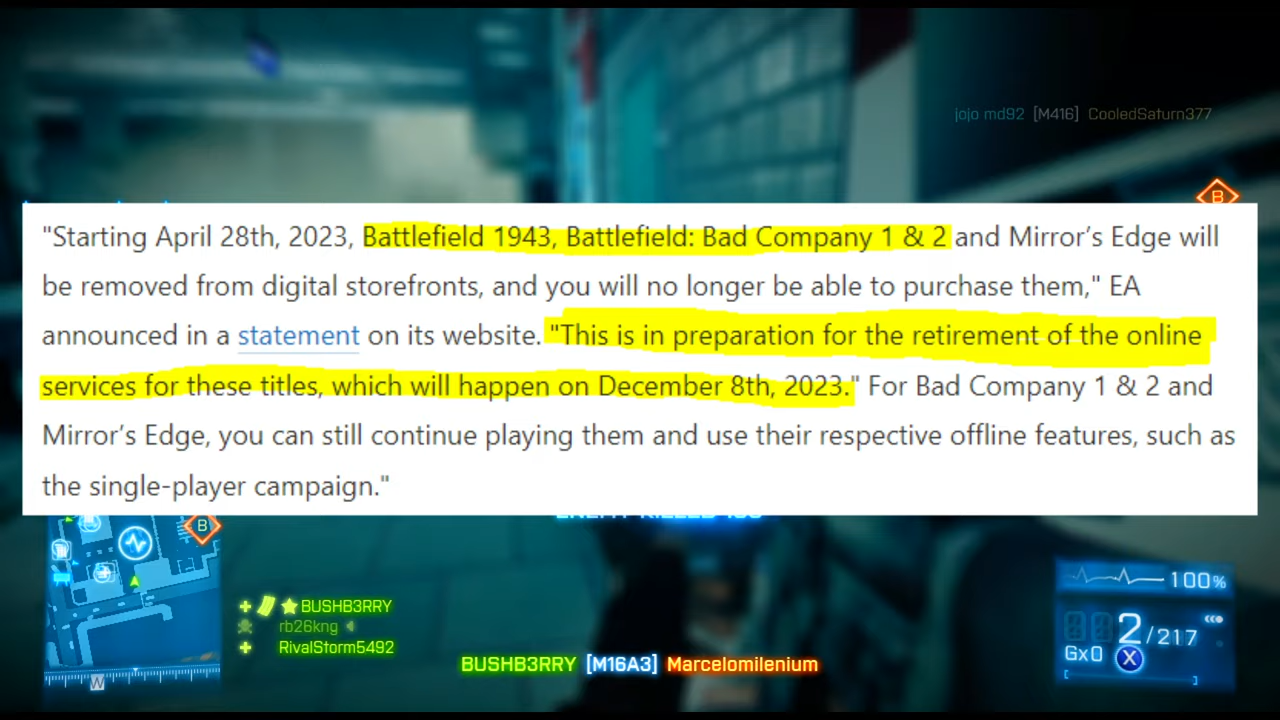 jojo md92 [M416] CooledSaturn377
B
"Starting April 28th, 2023, Battlefield 1943, Battlefield: Bad Company 1 & 2 and Mirror's Edge will
be removed from digital storefronts, and you will no longer be able to purchase them," EA
announced in a statement on its website. "This is in preparation for the retirement of the online
services for these titles, which will happen on December 8th, 2023." For Bad Company 1 & 2 and
Mirror's Edge, you can still continue playing them and use their respective offline features, such as
the single-player campaign."
B
BUSHB3RRY
rb26kng
RivalStorm5492
W
BUSHB3RRY [M16A3] Marcelomilenium
100%
2/217
Gx0 X